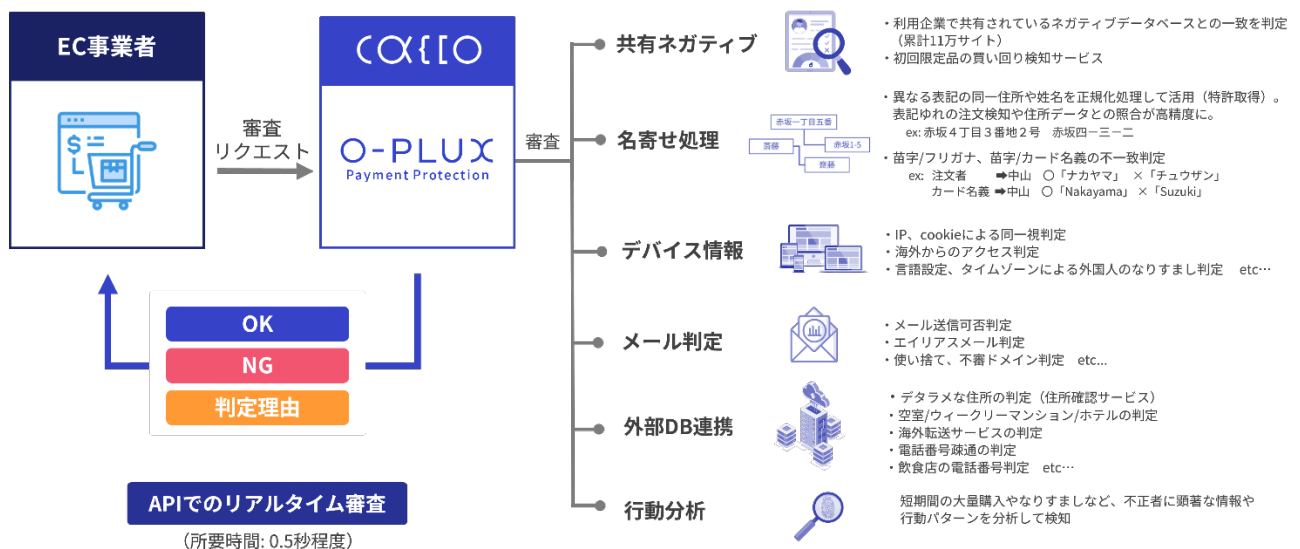 EC事業者
審査
リクエスト
cacco
O-PLUX
Payment Protection
審査
OK
NG
判定理由
APIでのリアルタイム審査
（所要時間: 0.5秒程度）
共有ネガティブ
・利用企業で共有されているネガティブデータベースとの一致を判定
（累計11万サイト）
・初回限定品の買い回り検知サービス
名寄せ処理
赤坂一丁目五番
斎藤
赤坂1-5
齋藤
・異なる表記の同一住所や姓名を正規化処理して活用（特許取得）。
表記ゆれの注文検知や住所データとの照合が高精度に。
ex: 赤坂４丁目３番地２号　赤坂四－三－二
・苗字/フリガナ、苗字/カード名義の不一致判定
ex: 注文者 ➡中山 〇「ナカヤマ」 ×「チュウザン」
カード名義 ➡中山 〇「Nakayama」 ×「Suzuki」
デバイス情報
・IP、cookieによる同一視判定
・海外からのアクセス判定
・言語設定、タイムゾーンによる外国人のなりすまし判定　etc…
メール判定
・メール送信可否判定
・エイリアスメール判定
・使い捨て、不審ドメイン判定　etc...
外部DB連携
・デタラメな住所の判定（住所確認サービス）
・空室/ウィークリーマンション/ホテルの判定
・海外転送サービスの判定
・電話番号疎通の判定
・飲食店の電話番号判定　etc…
行動分析
短期間の大量購入やなりすましなど、不正者に顕著な情報や
行動パターンを分析して検知